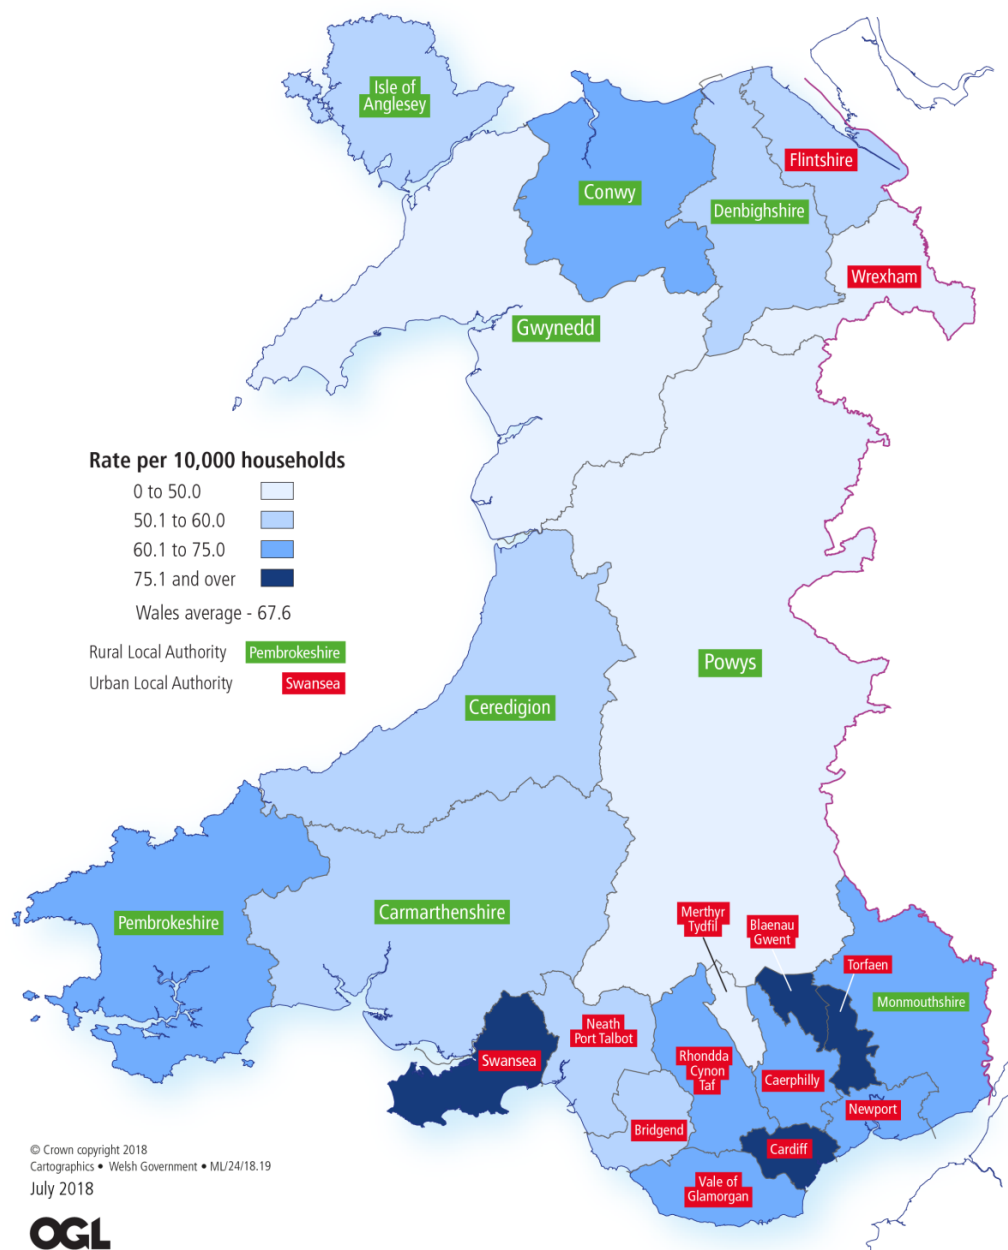 Isle of
Anglesey
Flintshire
Conwy
Denbighshire
Wrexham
Gwynedd
Rate per 10,000 households
0 to 50.0
50.1 to 60.0
60.1 to 75.0
75.1 and over
Wales average - 67.6
Rural Local Authority Pembrokeshire
Urban Local Authority Swansea
Powys
Ceredigion
Pembrokeshire
Carmarthenshire
Merthyr
Tydfil
Blaenau
Gwent
Torfaen
Monmouthshire
Neath
Port Talbot
Swansea
Rhondda
Cynon
Taf
Caerphilly
Newport
Bridgend
Cardiff
Vale of
Glamorgan
© Crown copyright 2018
Cartographics • Welsh Government • ML/24/18.19
July 2018
OGL